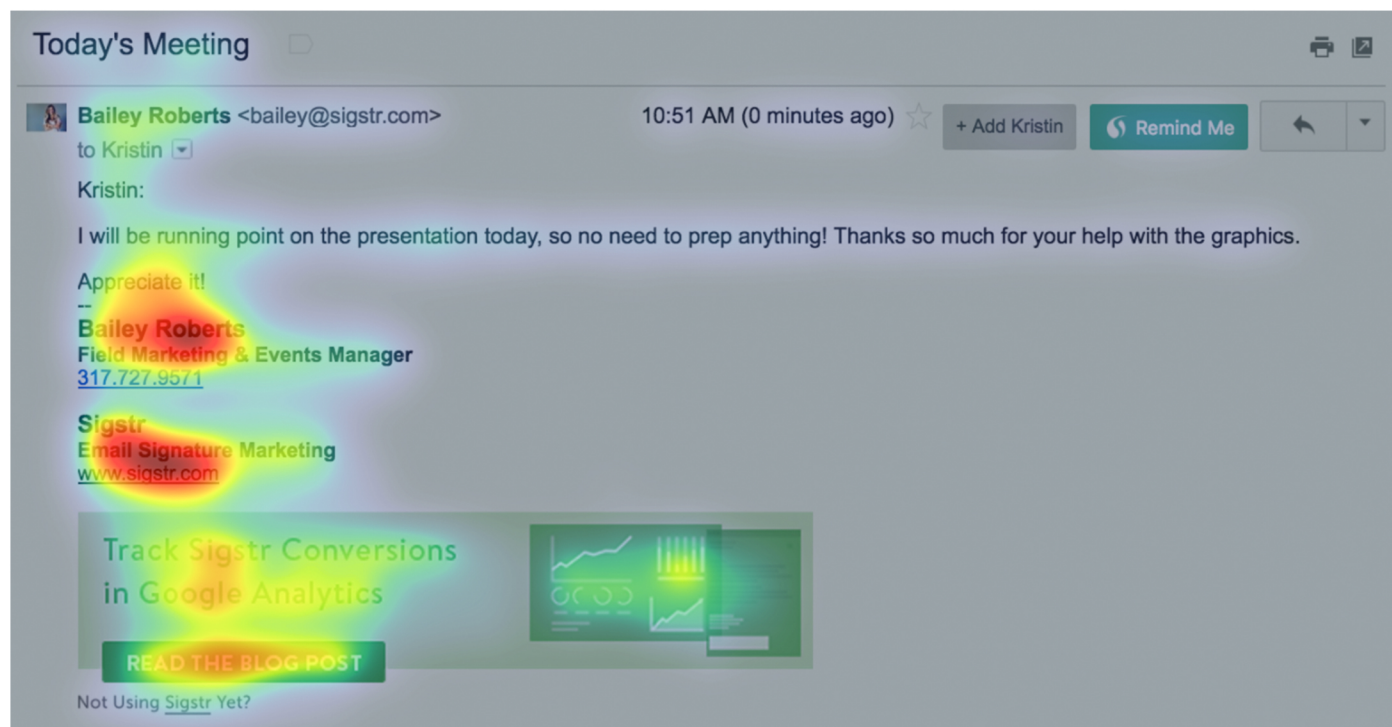 Today's Meeting
Bailey Roberts <bailey@sigstr.com>
10:51 AM (0 minutes ago)
+ Add Kristin
Remind Me
to Kristin
Kristin:
I will be running point on the presentation today, so no need to prep anything! Thanks so much for your help with the graphics.
Appreciate it!
--
Bailey Roberts
Field Marketing & Events Manager
317.727.9571
Sigstr
Email Signature Marketing
www.sigstr.com
Track Sigstr Conversions
in Google Analytics
READ THE BLOG POST
Not Using Sigstr Yet?